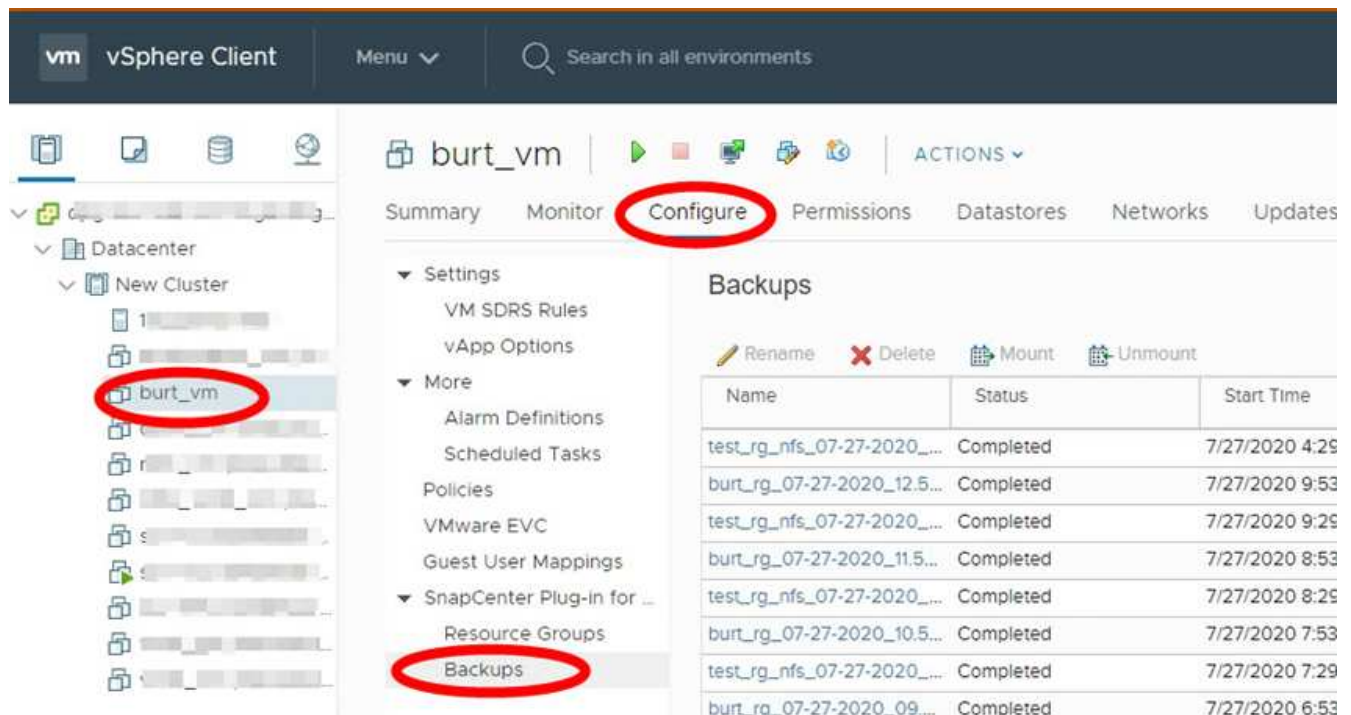 vm vSphere Client Menu Search in all environments
burt_vm ACTIONS
Summary Monitor Configure Permissions Datastores Networks Updates
Datacenter
New Cluster
burt_vm
Settings
VM SDRS Rules
vApp Options
More
Alarm Definitions
Scheduled Tasks
Policies
VMware EVC
Guest User Mappings
SnapCenter Plug-in for ...
Resource Groups
Backups
Backups
Rename Delete Mount Unmount
Name Status Start Time
test_rg_nfs_07-27-2020_... Completed 7/27/2020 4:29
burt_rg_07-27-2020_12.5... Completed 7/27/2020 9:53
test_rg_nfs_07-27-2020_... Completed 7/27/2020 9:29
burt_rg_07-27-2020_11.5... Completed 7/27/2020 8:53
test_rg_nfs_07-27-2020_... Completed 7/27/2020 8:29
burt_rg_07-27-2020_10.5... Completed 7/27/2020 7:53
test_rg_nfs_07-27-2020_... Completed 7/27/2020 7:29
burt_rg_07-27-2020_09.... Completed 7/27/2020 6:53